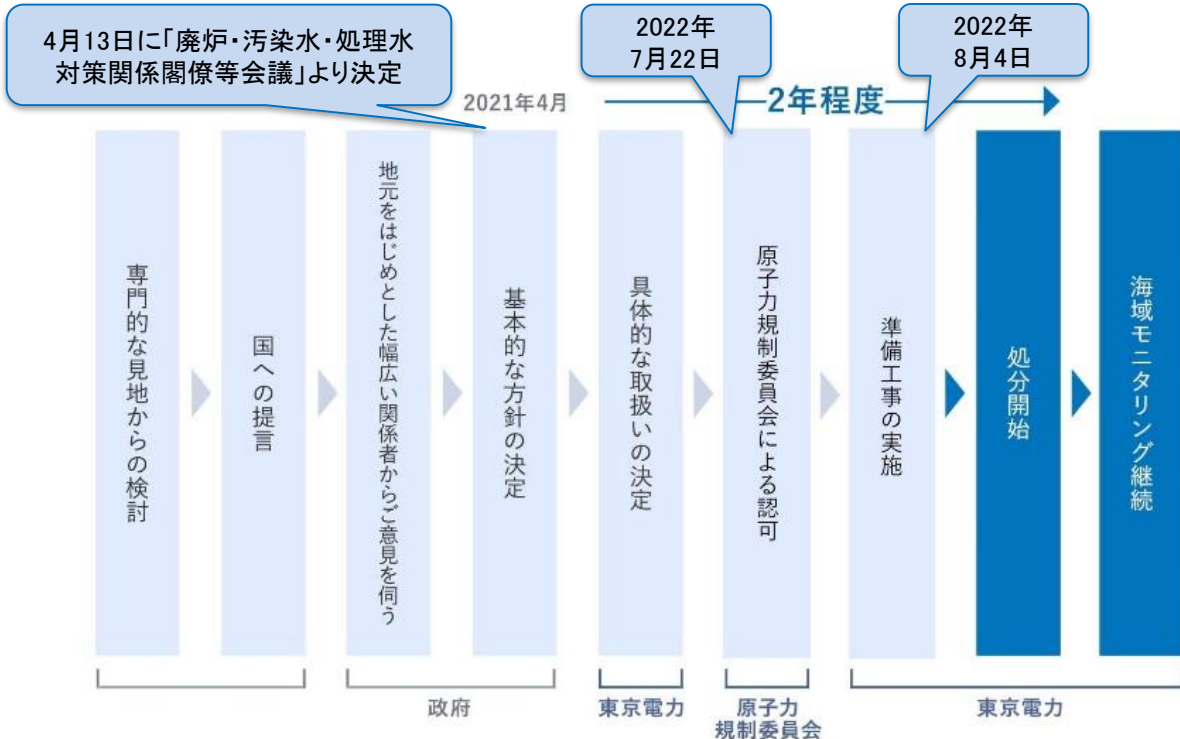 4月13日に「廃炉・汚染水・処理水
対策関係閣僚等会議」より決定
2022年
7月22日
2022年
8月4日
2021年4月
2年程度
専門的な見地からの検討
国への提言
地元をはじめとした幅広い関係者からご意見を伺う
基本的な方針の決定
具体的な取扱いの決定
原子力規制委員会による認可
準備工事の実施
処分開始
海域モニタリング継続
政府
東京電力
原子力
規制委員会
東京電力